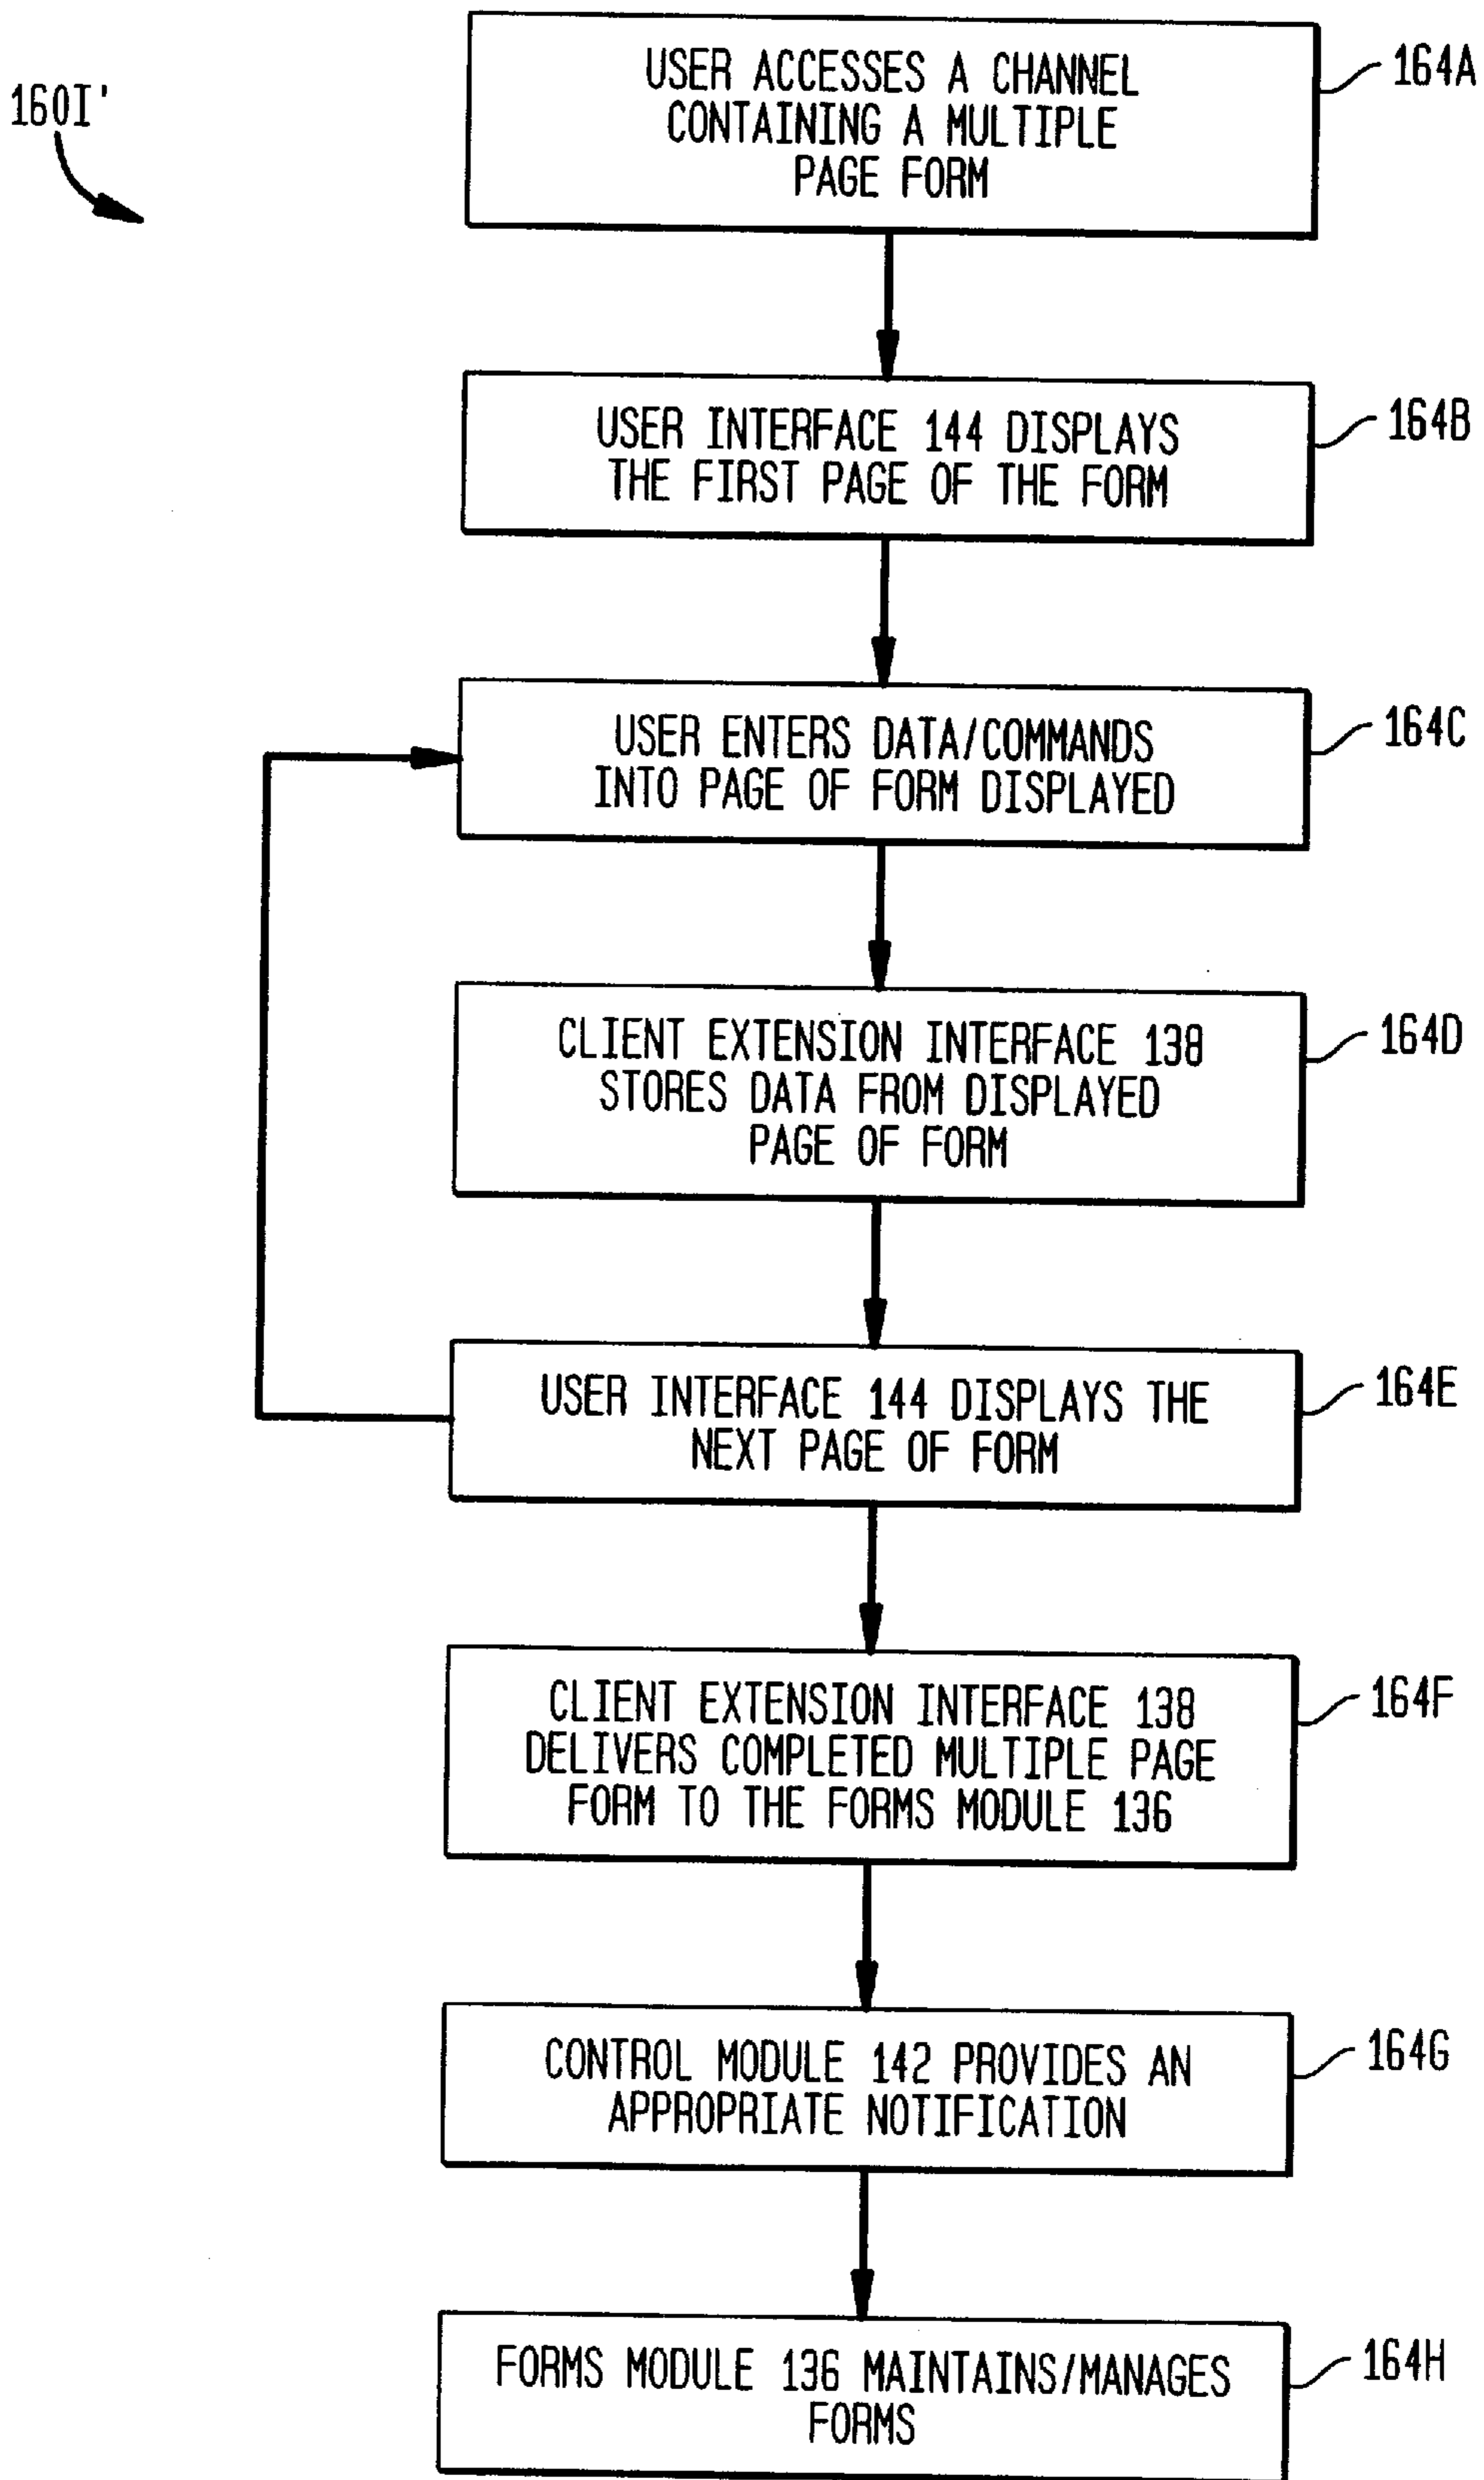 160I'
USER ACCESSES A CHANNEL
CONTAINING A MULTIPLE
PAGE FORM
164A
USER INTERFACE 144 DISPLAYS
THE FIRST PAGE OF THE FORM
164B
USER ENTERS DATA/COMMANDS
INTO PAGE OF FORM DISPLAYED
164C
CLIENT EXTENSION INTERFACE 138
STORES DATA FROM DISPLAYED
PAGE OF FORM
164D
USER INTERFACE 144 DISPLAYS THE
NEXT PAGE OF FORM
164E
CLIENT EXTENSION INTERFACE 138
DELIVERS COMPLETED MULTIPLE PAGE
FORM TO THE FORMS MODULE 136
164F
CONTROL MODULE 142 PROVIDES AN
APPROPRIATE NOTIFICATION
164G
FORMS MODULE 136 MAINTAINS/MANAGES
FORMS
164H